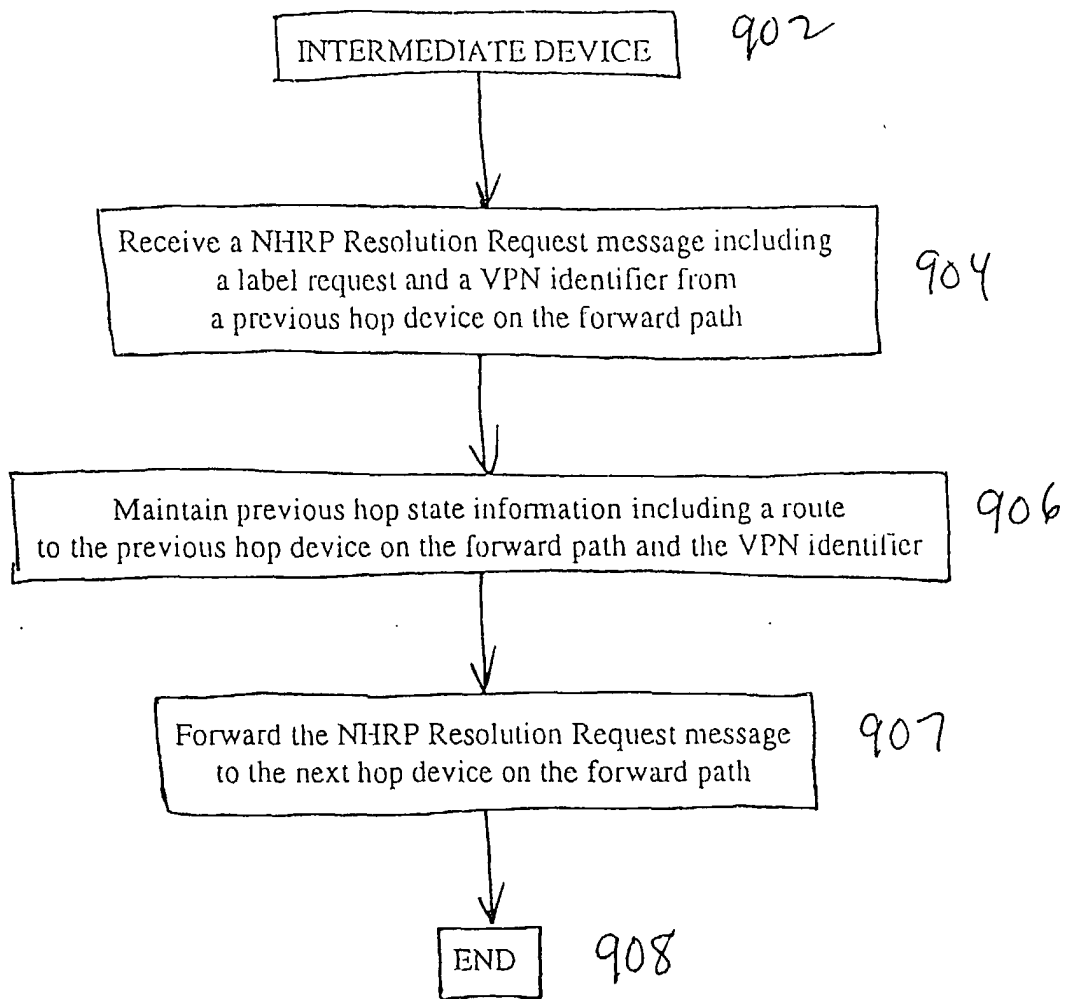 INTERMEDIATE DEVICE 902
Receive a NHRP Resolution Request message including
a label request and a VPN identifier from
a previous hop device on the forward path
904
Maintain previous hop state information including a route
to the previous hop device on the forward path and the VPN identifier
906
Forward the NHRP Resolution Request message
to the next hop device on the forward path
907
END 908